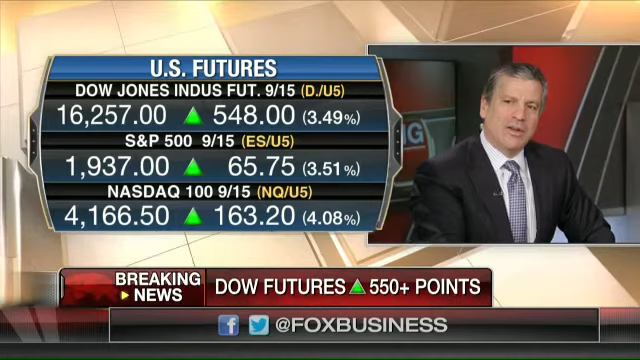 U.S. FUTURES
DOW JONES INDUS FUT. 9/15 (D./U5)
16,257.00 ▲ 548.00 (3.49%)
S&P 500 9/15 (ES/U5)
1,937.00 ▲ 65.75 (3.51%)
NASDAQ 100 9/15 (NQ/U5)
4,166.50 ▲ 163.20 (4.08%)
BREAKING
NEWS
DOW FUTURES ▲ 550+ POINTS
@FOXBUSINESS